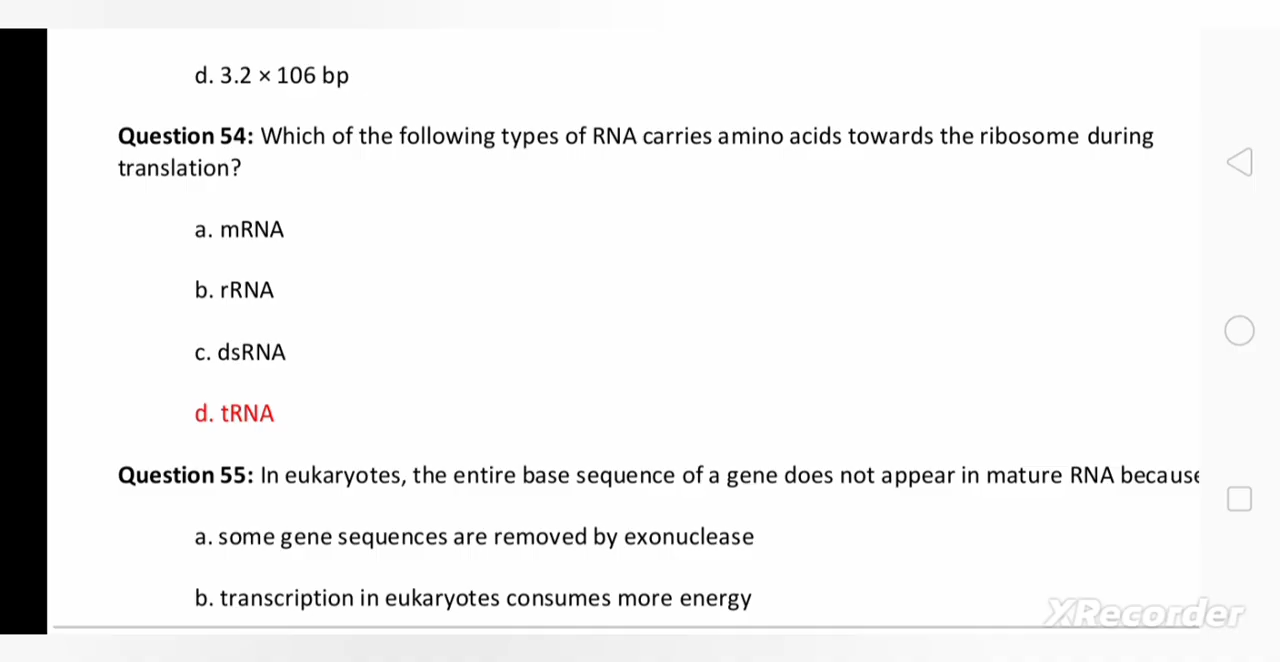 d. 3.2 × 106 bp
Question 54: Which of the following types of RNA carries amino acids towards the ribosome during
translation?
a. mRNA
b. rRNA
c. dsRNA
d. tRNA
Question 55: In eukaryotes, the entire base sequence of a gene does not appear in mature RNA because
a. some gene sequences are removed by exonuclease
b. transcription in eukaryotes consumes more energy
XRecorder